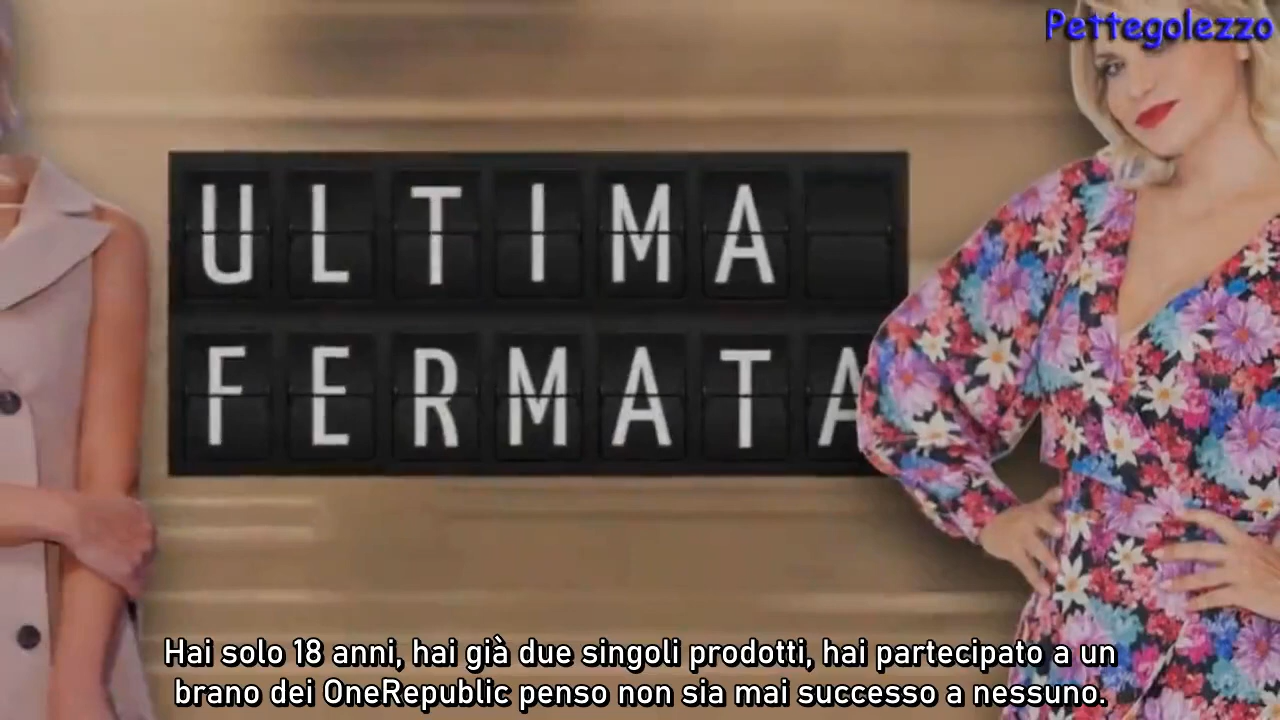 Pettegolezzo
ULTIMA
FERMATA
Hai solo 18 anni, hai già due singoli prodotti, hai partecipato a un
brano dei OneRepublic penso non sia mai successo a nessuno.